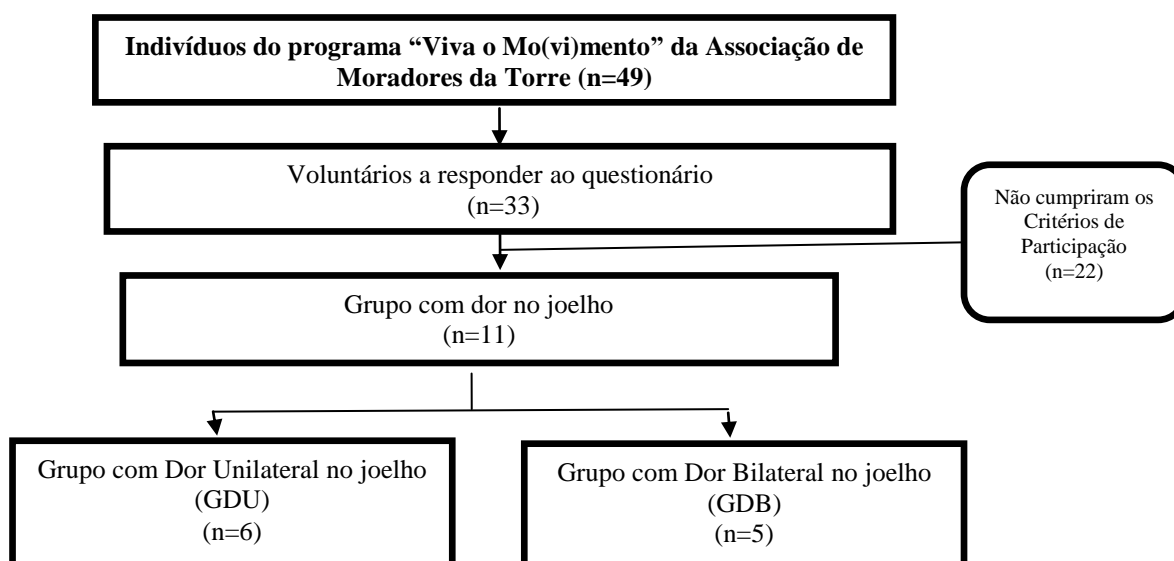 Indivíduos do programa “Viva o Mo(vi)mento” da Associação de
Moradores da Torre (n=49)
Voluntários a responder ao questionário
(n=33)
Não cumpriram os
Critérios de
Participação
(n=22)
Grupo com dor no joelho
(n=11)
Grupo com Dor Unilateral no joelho
(GDU)
(n=6)
Grupo com Dor Bilateral no joelho
(GDB)
(n=5)